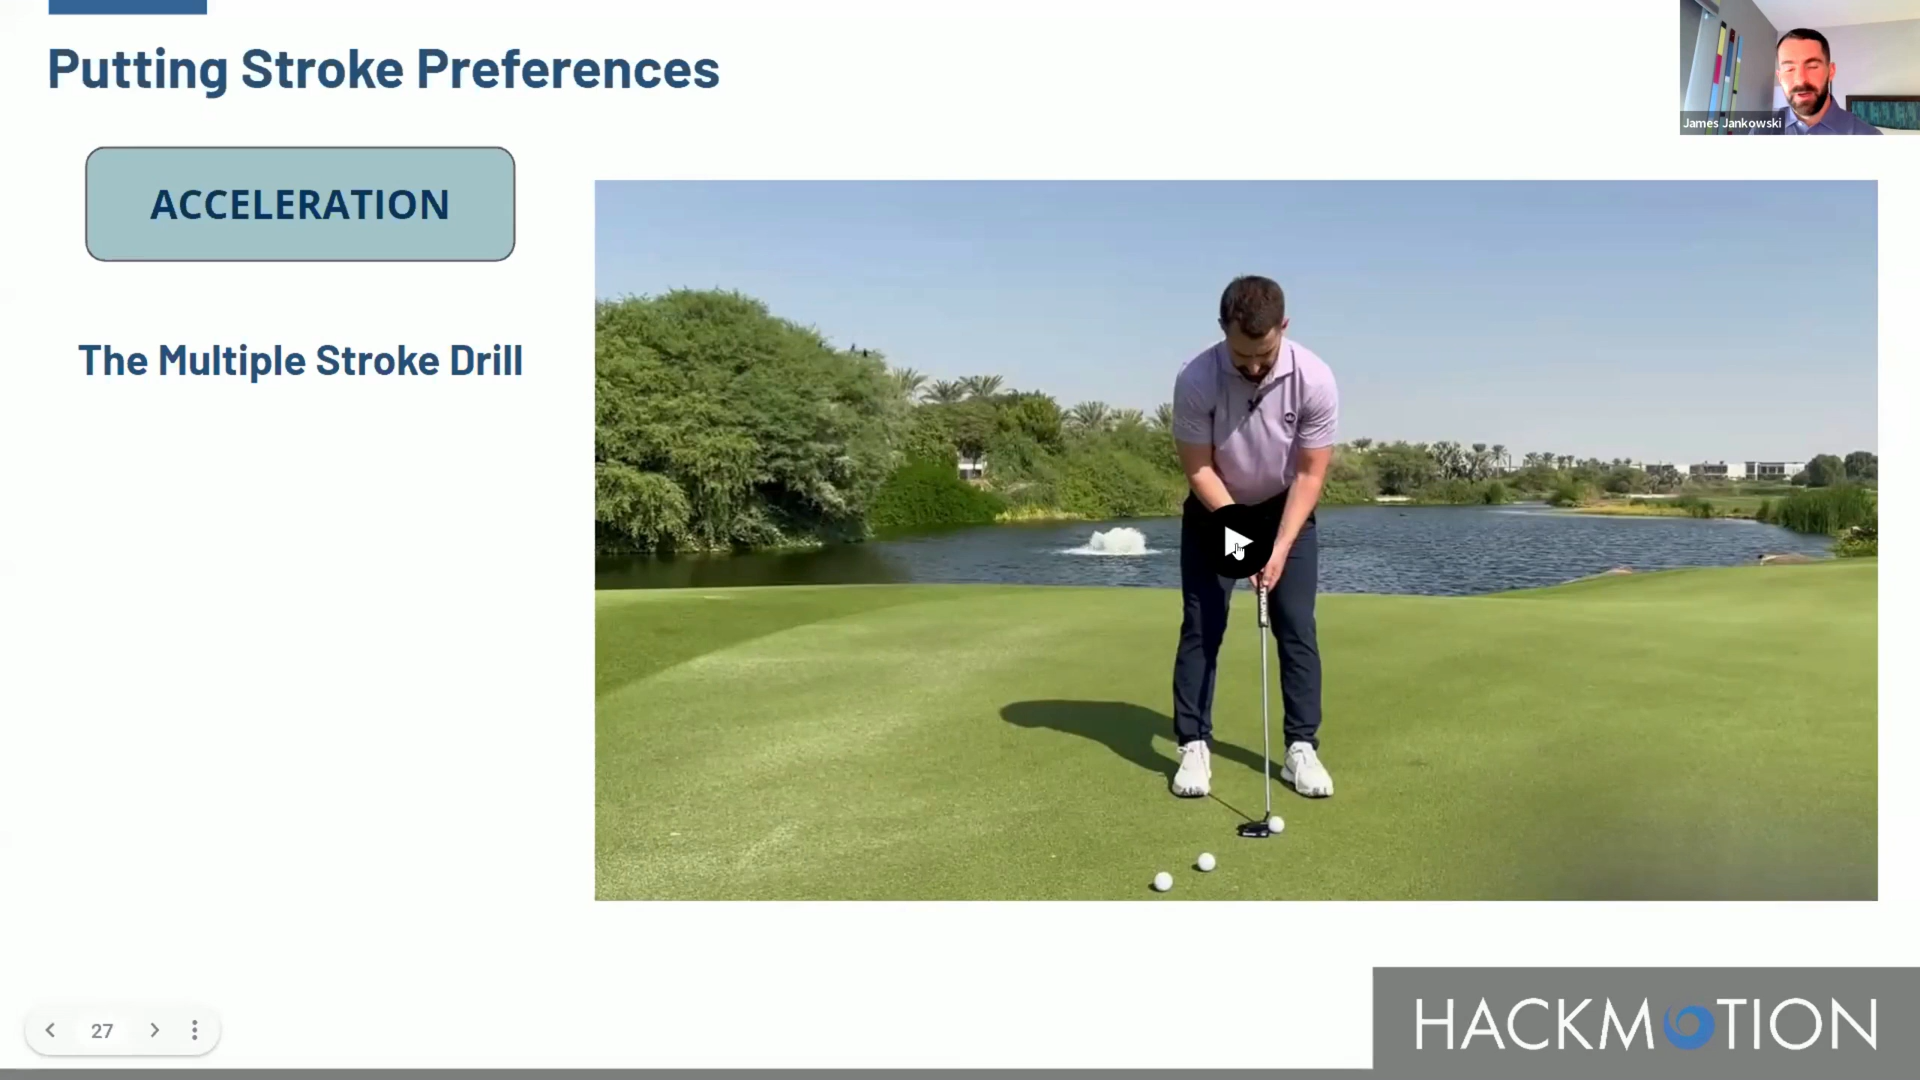 Putting Stroke Preferences
James Jankowski
ACCELERATION
The Multiple Stroke Drill
27
HACKMOTION